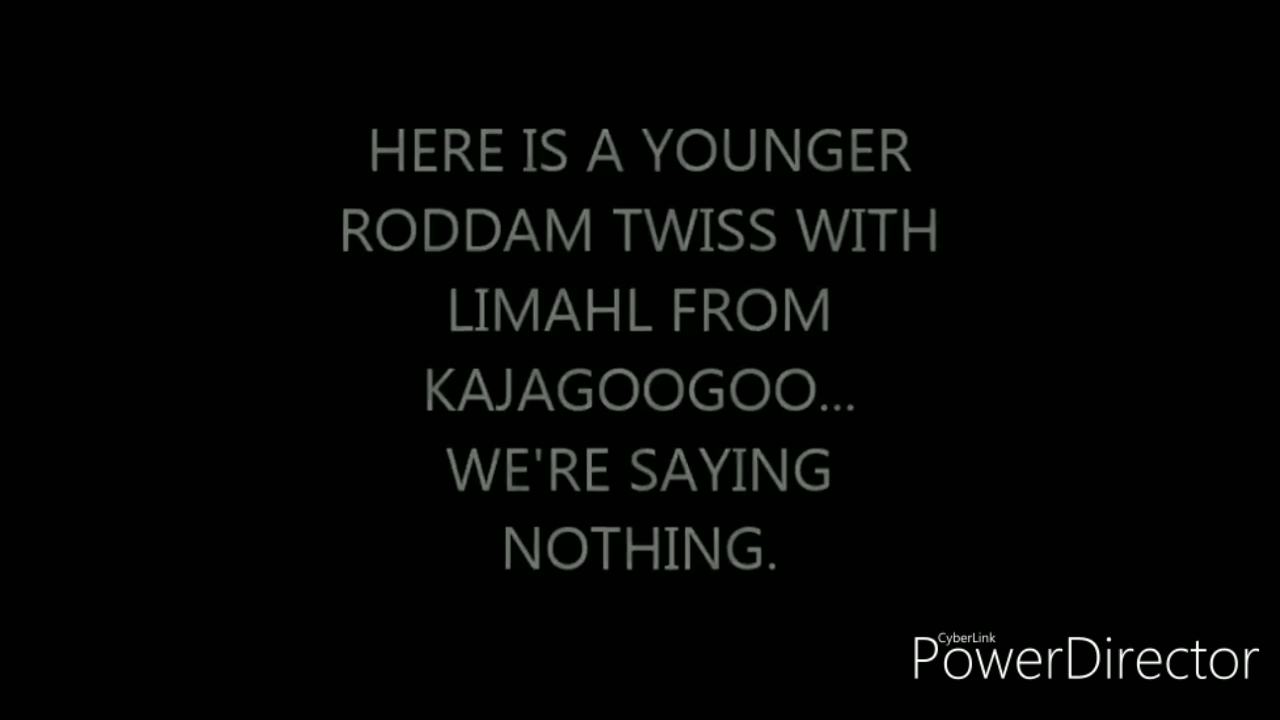 HERE IS A YOUNGER
RODDAM TWISS WITH
LIMAHL FROM
KAJAGOOGOO...
WE'RE SAYING
NOTHING.
CyberLink
PowerDirector